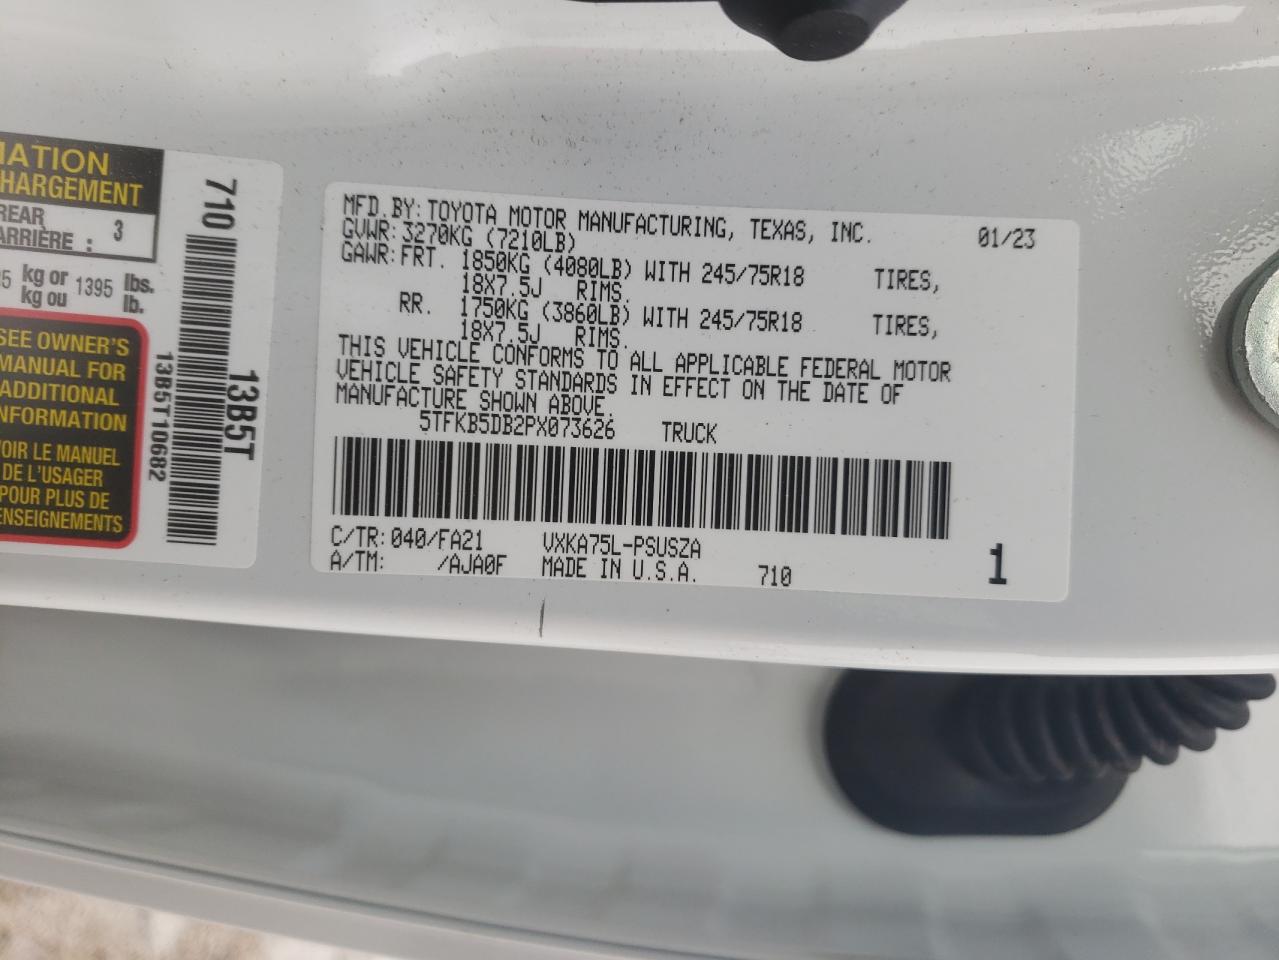 MATION
HARGEMENT
REAR
ARRIÈRE : 3
5 kg or 1395 lbs.
kg ou lb.
SEE OWNER'S
MANUAL FOR
ADDITIONAL
INFORMATION
VOIR LE MANUEL
DE L'USAGER
POUR PLUS DE
ENSEIGNEMENTS
710
13B5T
13B5T10682
MFD.BY:TOYOTA MOTOR MANUFACTURING, TEXAS, INC. 01/23
GVWR:3270KG (7210LB)
GAWR:FRT. 1850KG (4080LB) WITH 245/75R18 TIRES,
18X7.5J RIMS.
RR. 1750KG (3860LB) WITH 245/75R18 TIRES,
18X7.5J RIMS.
THIS VEHICLE CONFORMS TO ALL APPLICABLE FEDERAL MOTOR
VEHICLE SAFETY STANDARDS IN EFFECT ON THE DATE OF
MANUFACTURE SHOWN ABOVE.
5TFKB5DB2PX073626 TRUCK
C/TR:040/FA21 VXKA75L-PSUSZA
A/TM: /AJA0F MADE IN U.S.A. 710 1